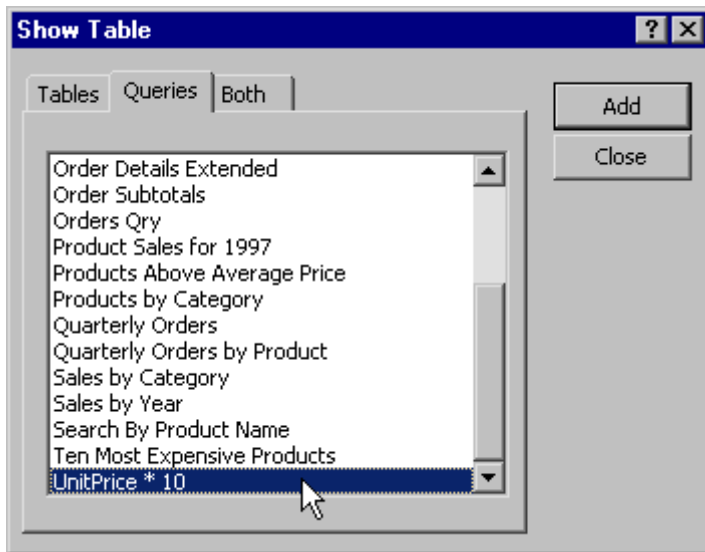 Show Table
?
Tables Queries Both
Add
Close
Order Details Extended
Order Subtotals
Orders Qry
Product Sales for 1997
Products Above Average Price
Products by Category
Quarterly Orders
Quarterly Orders by Product
Sales by Category
Sales by Year
Search By Product Name
Ten Most Expensive Products
UnitPrice * 10